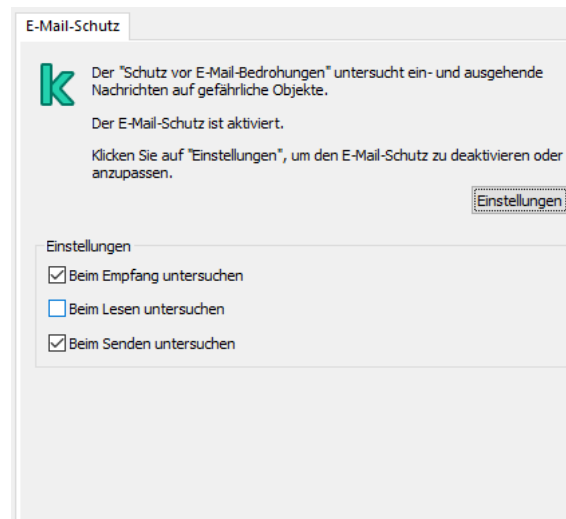 E-Mail-Schutz
Der "Schutz vor E-Mail-Bedrohungen" untersucht ein- und ausgehende
Nachrichten auf gefährliche Objekte.
Der E-Mail-Schutz ist aktiviert.
Klicken Sie auf "Einstellungen", um den E-Mail-Schutz zu deaktivieren oder
anzupassen.
Einstellungen
Einstellungen
Beim Empfang untersuchen
Beim Lesen untersuchen
Beim Senden untersuchen